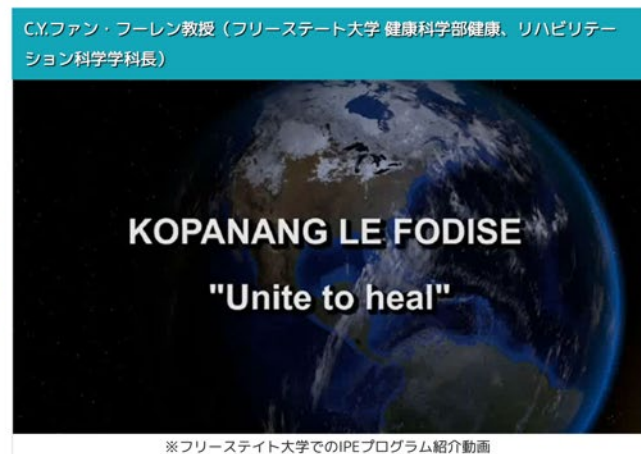 C.Y.ファン・フーレン教授（フリーステート大学 健康科学部健康、リハビリテー
ション科学学科長）
KOPANANG LE FODISE
"Unite to heal"
※フリーステイト大学でのIPEプログラム紹介動画